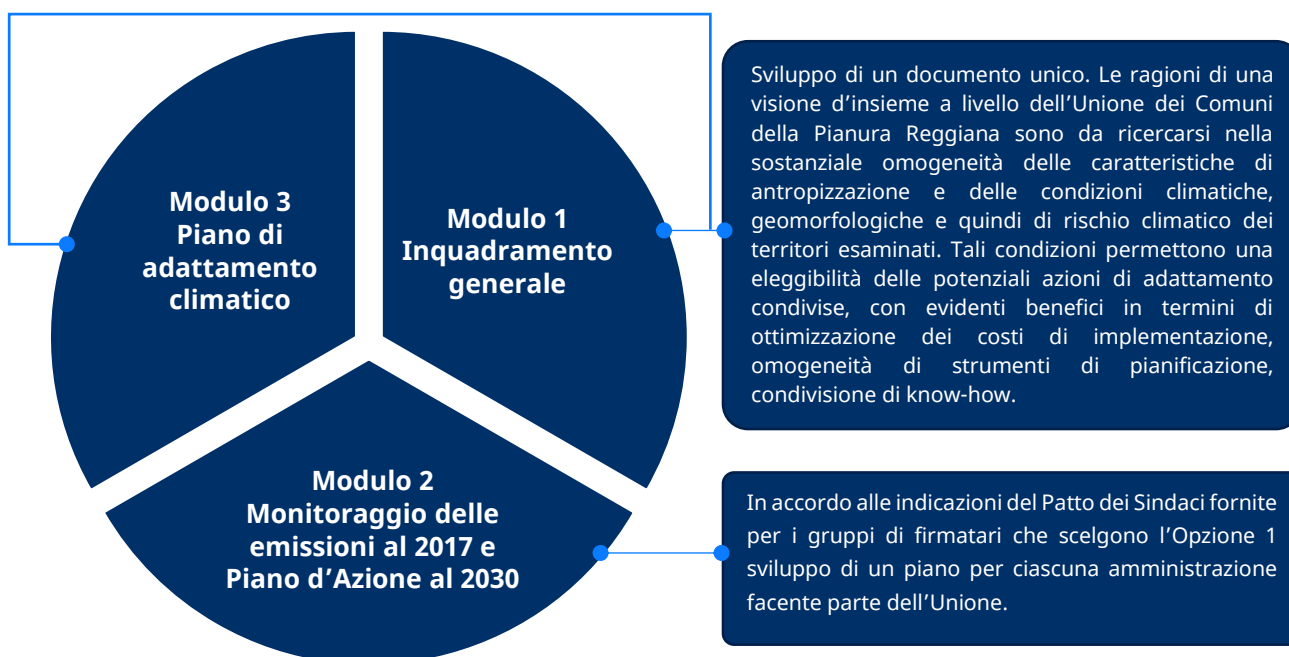 Modulo 3
Piano di
adattamento
climatico
Modulo 1
Inquadramento
generale
Modulo 2
Monitoraggio delle
emissioni al 2017 e
Piano d’Azione al 2030
Sviluppo di un documento unico. Le ragioni di una
visione d’insieme a livello dell’Unione dei Comuni
della Pianura Reggiana sono da ricercarsi nella
sostanziale omogeneità delle caratteristiche di
antropizzazione e delle condizioni climatiche,
geomorfologiche e quindi di rischio climatico dei
territori esaminati. Tali condizioni permettono una
eleggibilità delle potenziali azioni di adattamento
condivise, con evidenti benefici in termini di
ottimizzazione dei costi di implementazione,
omogeneità di strumenti di pianificazione,
condivisione di know-how.
In accordo alle indicazioni del Patto dei Sindaci fornite
per i gruppi di firmatari che scelgono l’Opzione 1
sviluppo di un piano per ciascuna amministrazione
facente parte dell’Unione.